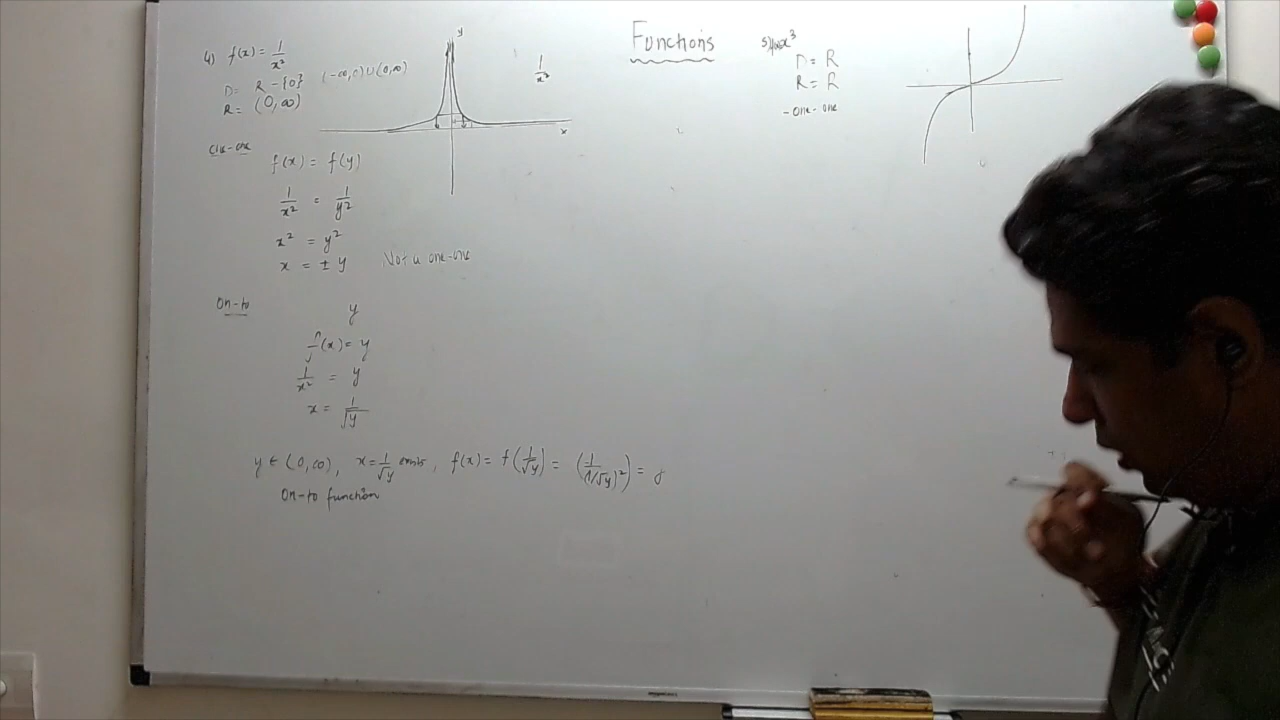 Functions
4) f(x) = 1/x²
D = R - {0} (-∞,0)∪(0,∞)
R = (0, ∞)
y
x
1/x²
one-one
f(x) = f(y)
1/x² = 1/y²
x² = y²
x = ± y Not a one-one
On-to
y
f(x) = y
1/x² = y
x = 1/√y
y ∈ (0, ∞), x = 1/√y exists, f(x) = f(1/√y) = (1/(1/√y)²) = y
On-to function
5) x³
D = R
R = R
- one-one